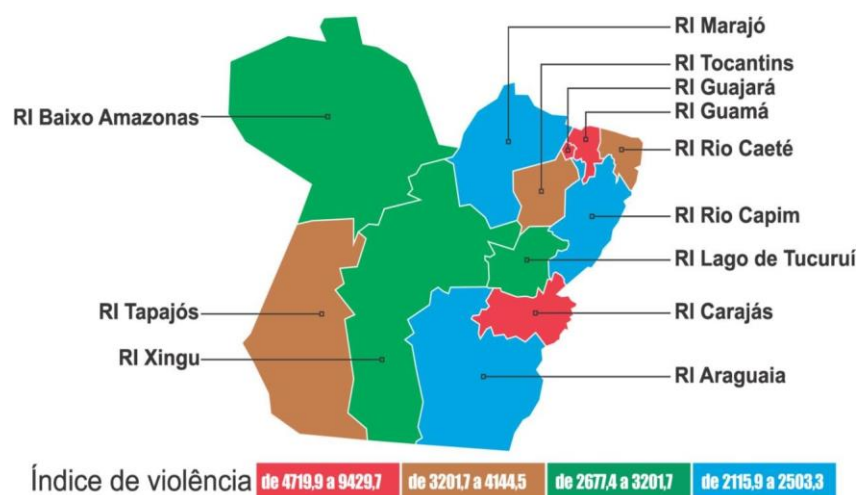 RI Marajó
RI Tocantins
RI Guajará
RI Guamá
RI Baixo Amazonas
RI Rio Caeté
RI Rio Capim
RI Lago de Tucuruí
RI Tapajós
RI Carajás
RI Xingu
RI Araguaia
Índice de violência de 4719,9 a 9429,7 de 3201,7 a 4144,5 de 2677,4 a 3201,7 de 2115,9 a 2503,3